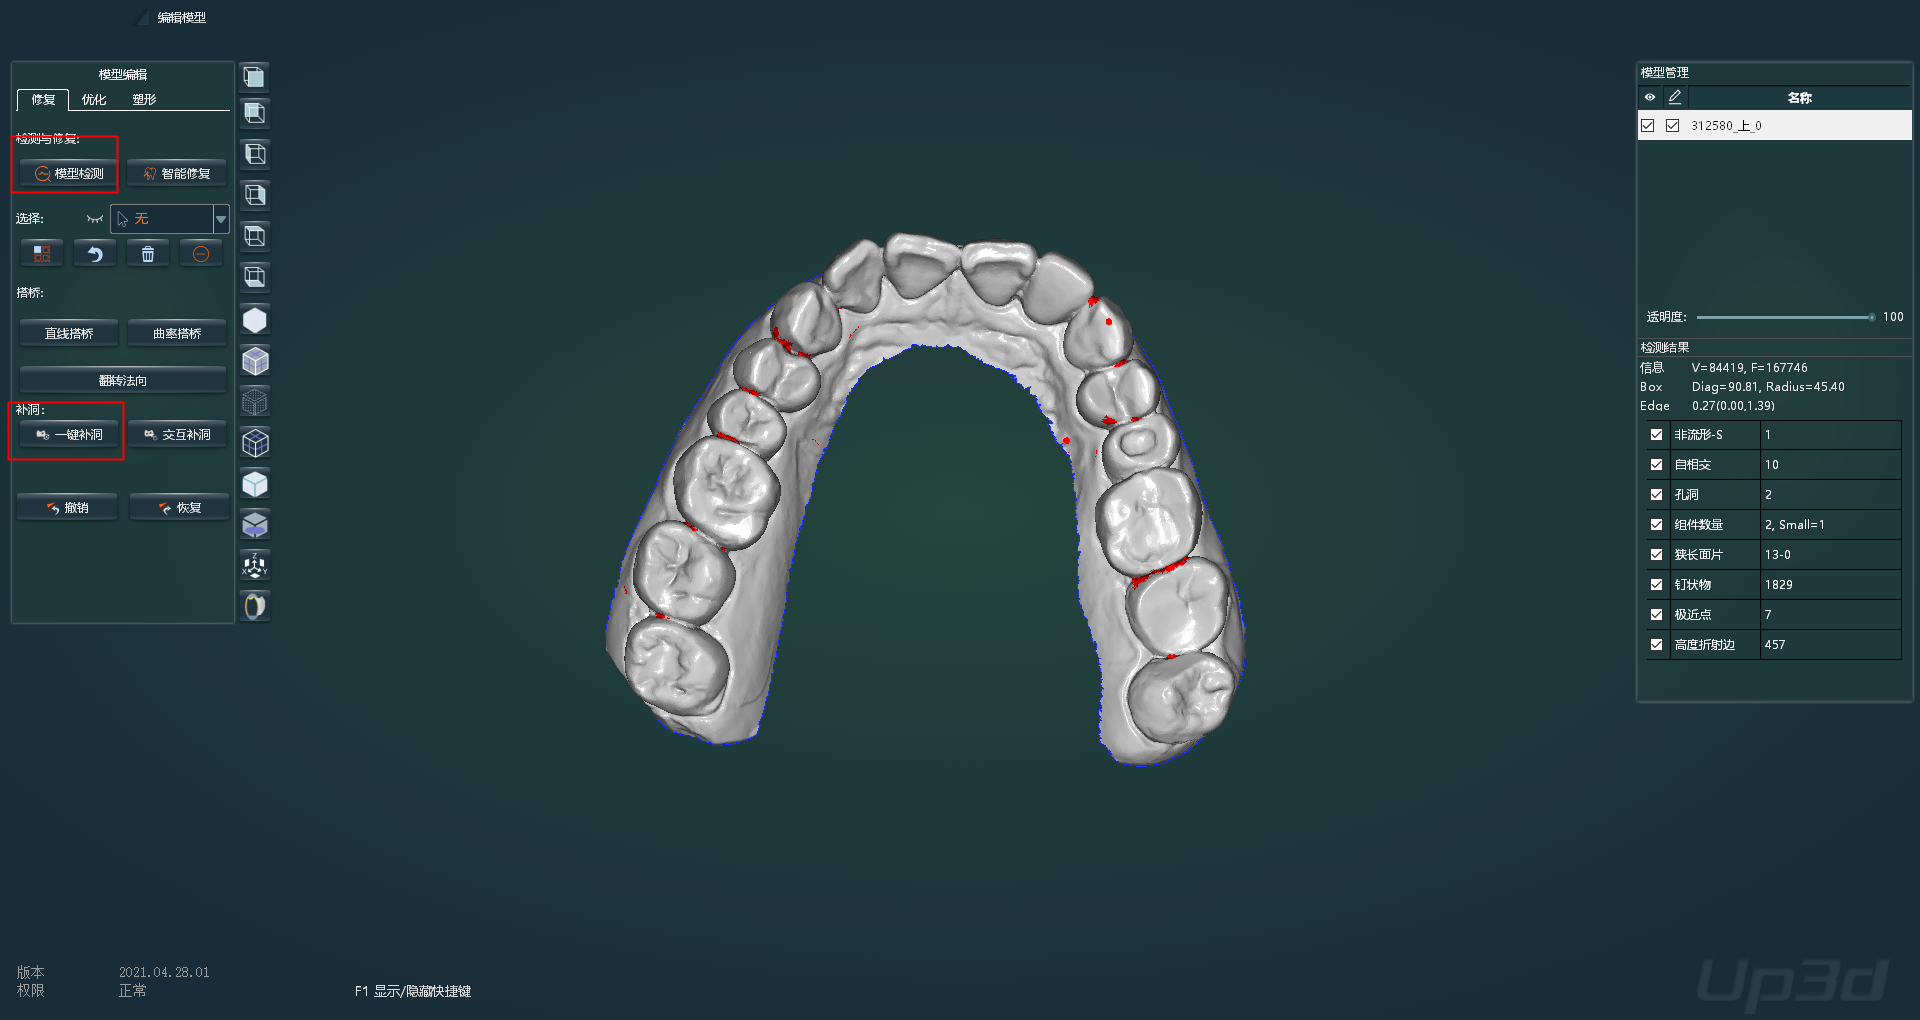 编辑模型
模型编辑
修复 优化 塑形
检测与修复:
模型检测 智能修复
选择: 无
搭桥:
直线搭桥 曲率搭桥
翻转法向
补洞:
一键补洞 交互补洞
撤销 恢复
模型管理
名称
312580_上_0
透明度: 100
检测结果
信息 V=84419, F=167746
Box Diag=90.81, Radius=45.40
Edge 0.27(0.00,1.39)
非流形-S 1
自相交 10
孔洞 2
组件数量 2, Small=1
狭长面片 13-0
钉状物 1829
极近点 7
高度折射边 457
版本 2021.04.28.01
权限 正常
F1 显示/隐藏快捷键
Up3d